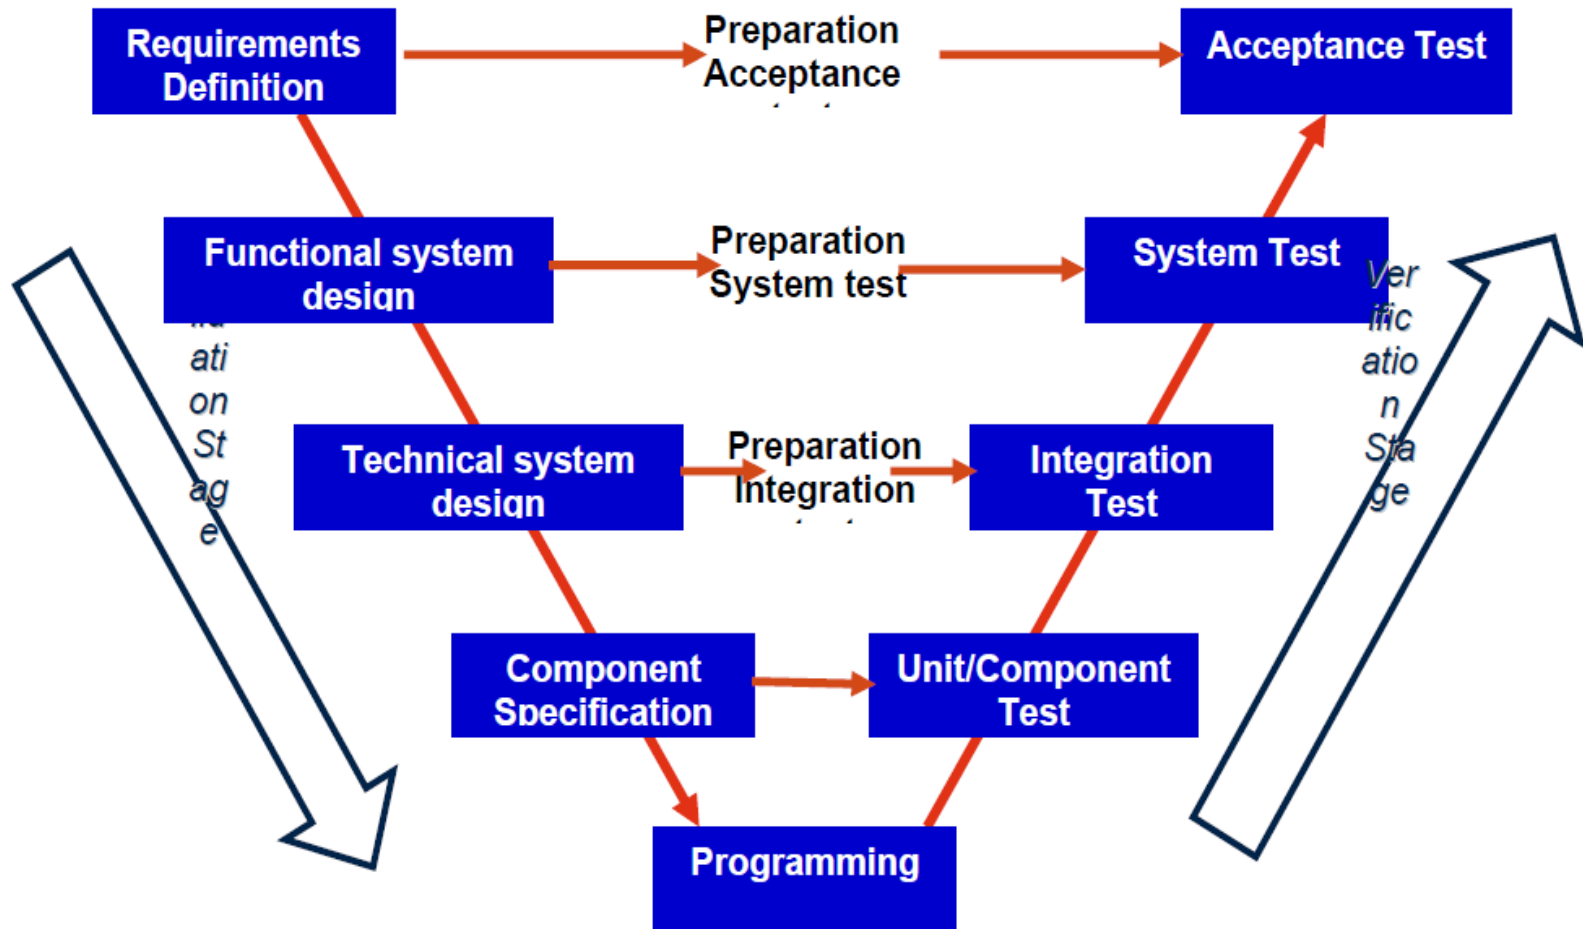 Requirements
Definition
Preparation
Acceptance
Acceptance Test
Functional system
design
Preparation
System test
System Test
ati
on
St
ag
e
Ver
ific
atio
n
Sta
ge
Technical system
design
Preparation
Integration
Integration
Test
Component
Specification
Unit/Component
Test
Programming